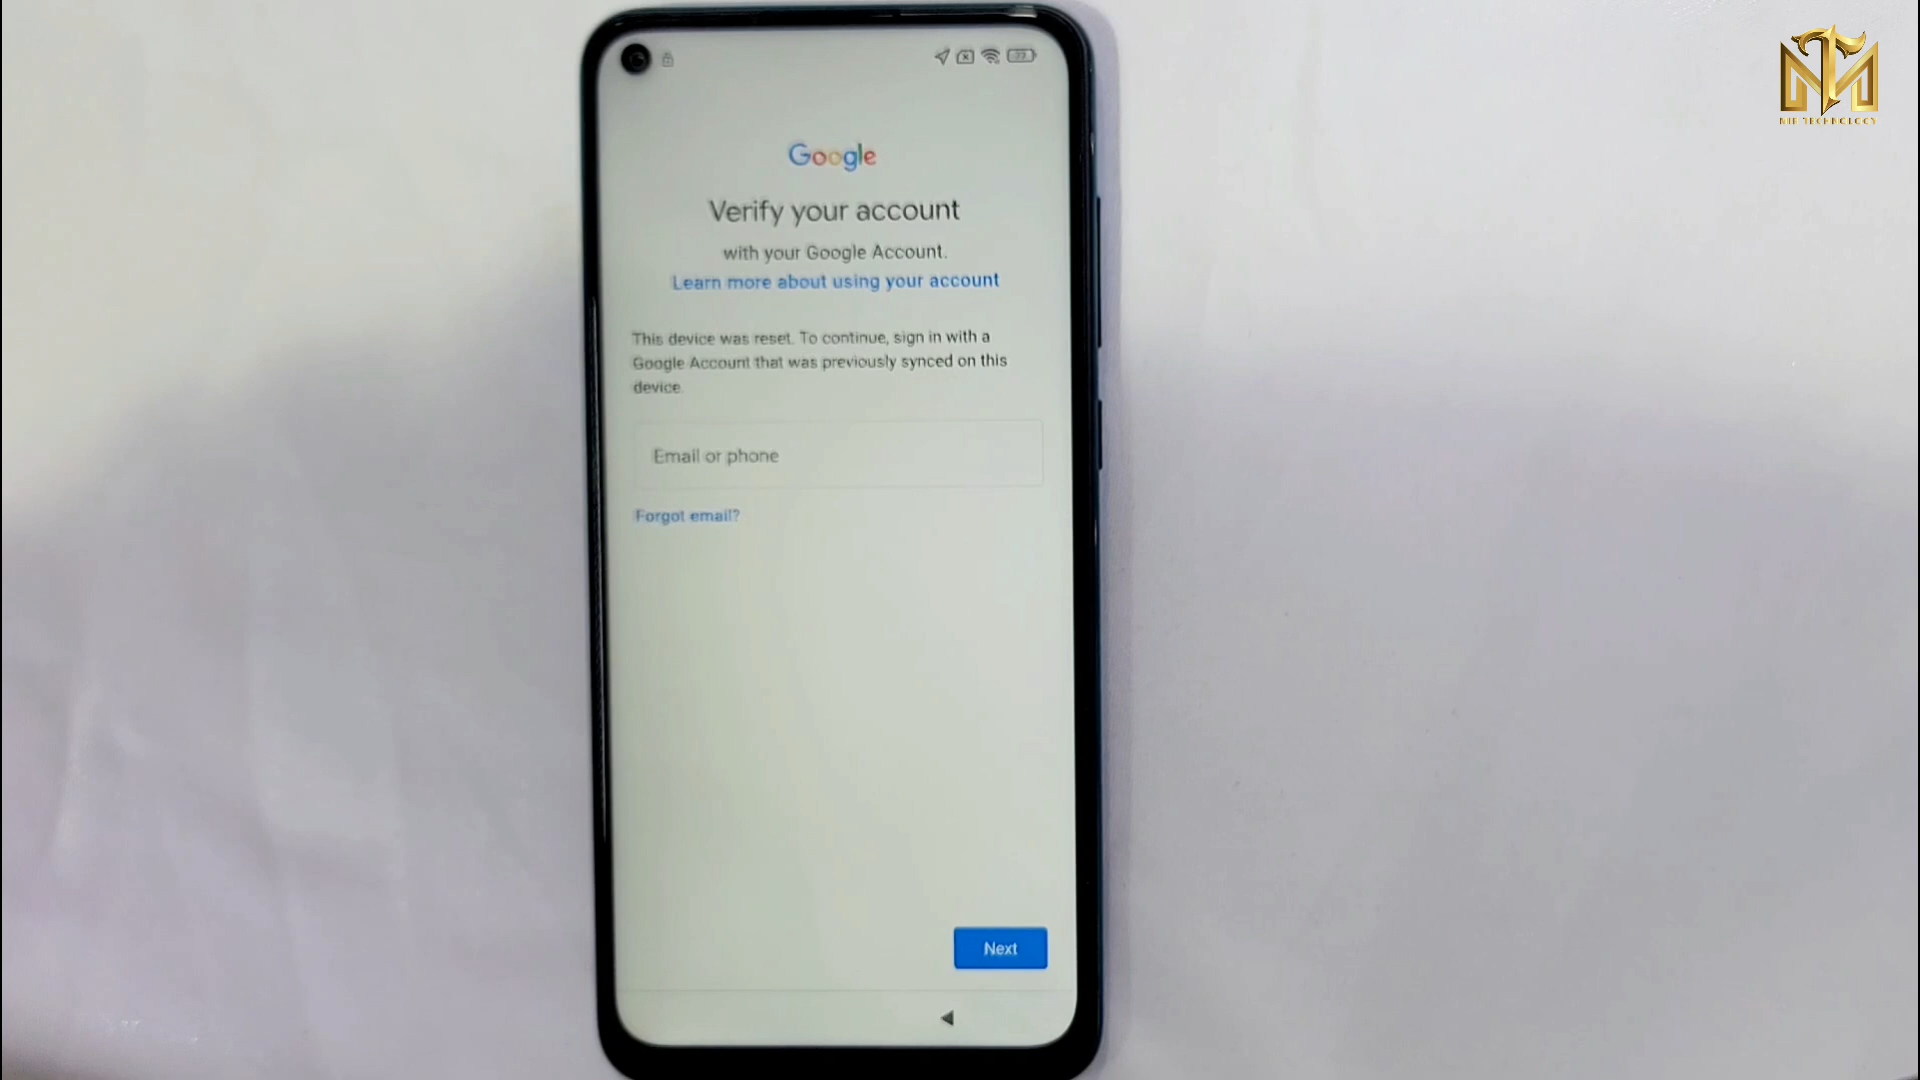 Google
Verify your account
with your Google Account.
Learn more about using your account
This device was reset. To continue, sign in with a
Google Account that was previously synced on this
device.
Email or phone
Forgot email?
Next